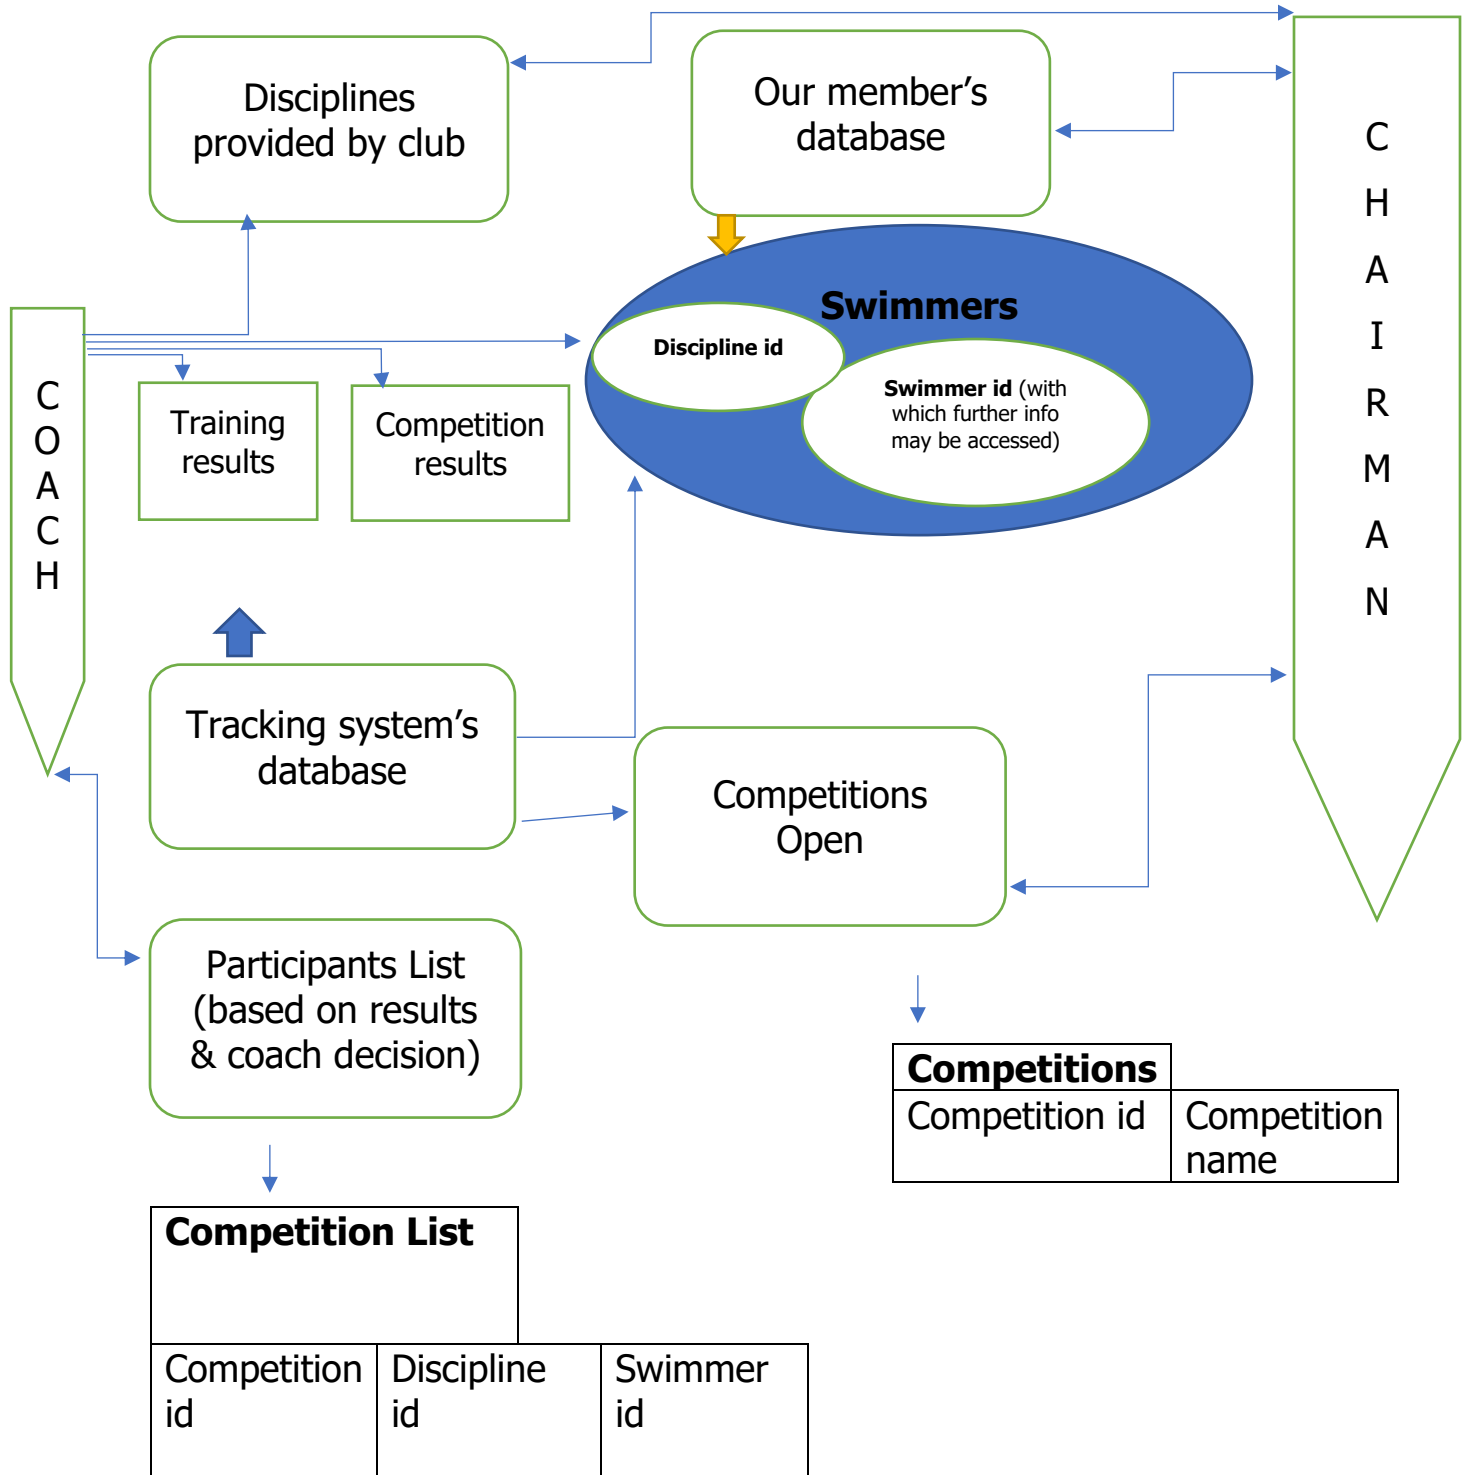 Disciplines
provided by club
Our member’s
database
C
H
A
I
R
M
A
N
Swimmers
Discipline id
Swimmer id (with
which further info
may be accessed)
C
O
A
C
H
Training
results
Competition
results
Tracking system’s
database
Competitions
Open
Participants List
(based on results
& coach decision)
Competitions
Competition id
Competition
name
Competition List
Competition
id
Discipline
id
Swimmer
id